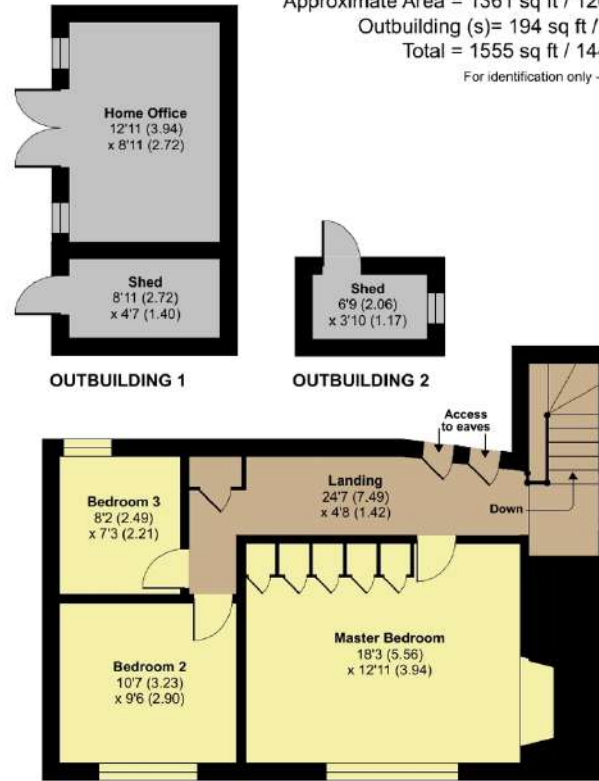 Approximate Area = 1361 sq ft /
Outbuilding (s)= 194 sq ft /
Total = 1555 sq ft /
For identification only -
Home Office
12'11 (3.94)
x 8'11 (2.72)
Shed
8'11 (2.72)
x 4'7 (1.40)
OUTBUILDING 1
Shed
6'9 (2.06)
x 3'10 (1.17)
OUTBUILDING 2
Access
to eaves
Landing
24'7 (7.49)
x 4'8 (1.42)
Down
Bedroom 3
8'2 (2.49)
x 7'3 (2.21)
Master Bedroom
18'3 (5.56)
x 12'11 (3.94)
Bedroom 2
10'7 (3.23)
x 9'6 (2.90)